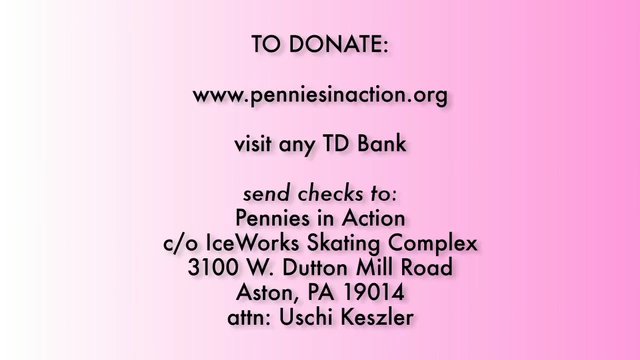 TO DONATE:
www.penniesinaction.org
visit any TD Bank
send checks to:
Pennies in Action
c/o IceWorks Skating Complex
3100 W. Dutton Mill Road
Aston, PA 19014
attn: Uschi Keszler